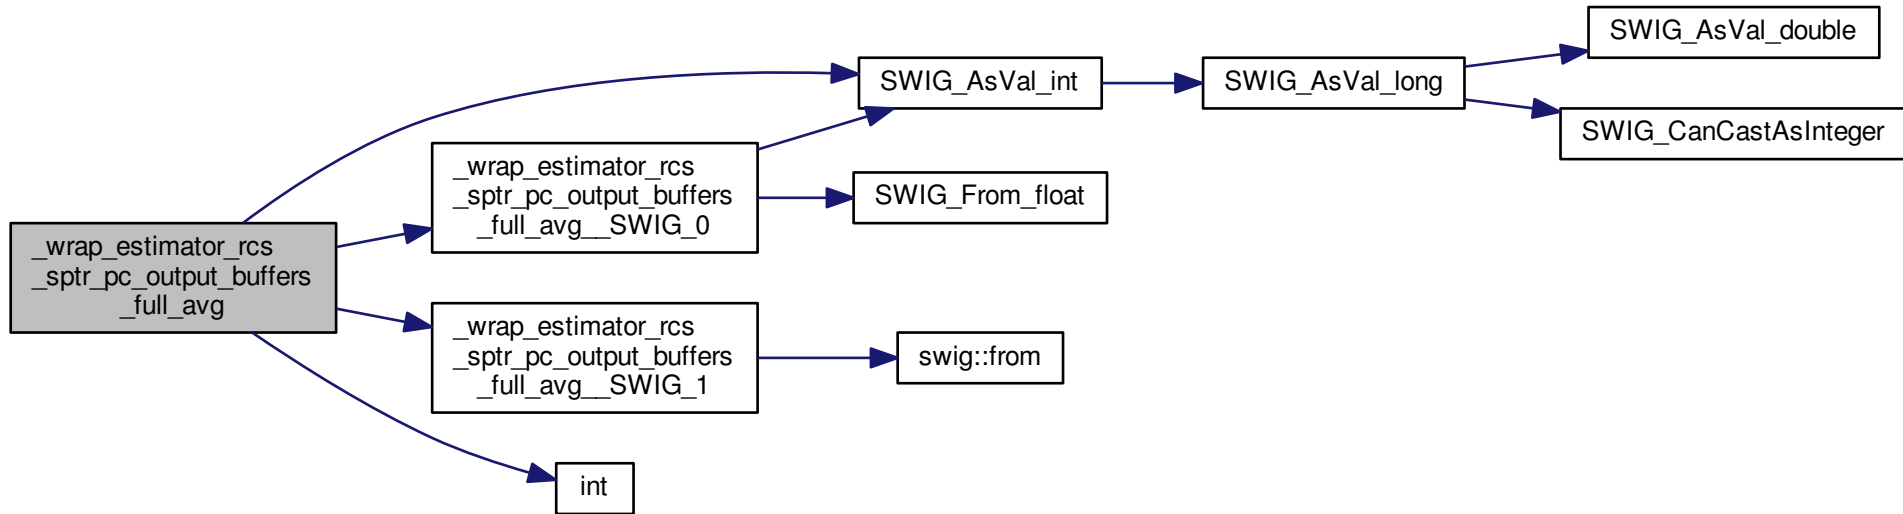 _wrap_estimator_rcs
_sptr_pc_output_buffers
_full_avg
_wrap_estimator_rcs
_sptr_pc_output_buffers
_full_avg__SWIG_0
_wrap_estimator_rcs
_sptr_pc_output_buffers
_full_avg__SWIG_1
int
SWIG_AsVal_int
SWIG_From_float
swig::from
SWIG_AsVal_long
SWIG_AsVal_double
SWIG_CanCastAsInteger